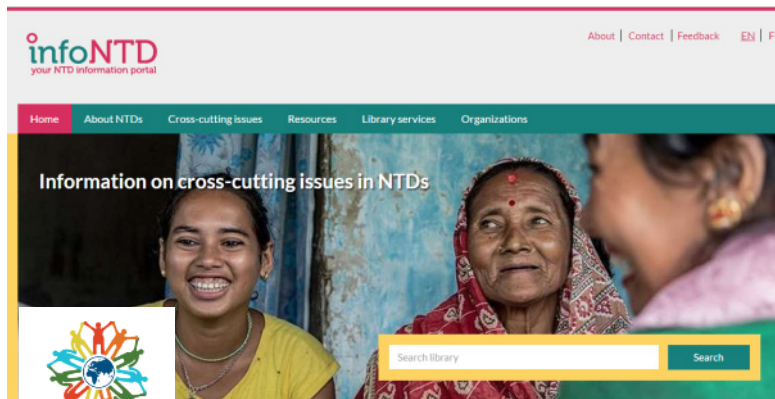 About | Contact | Feedback EN | F
infoNTD
your NTD information portal
Home About NTDs Cross-cutting issues Resources Library services Organizations
Information on cross-cutting issues in NTDs
Search library Search